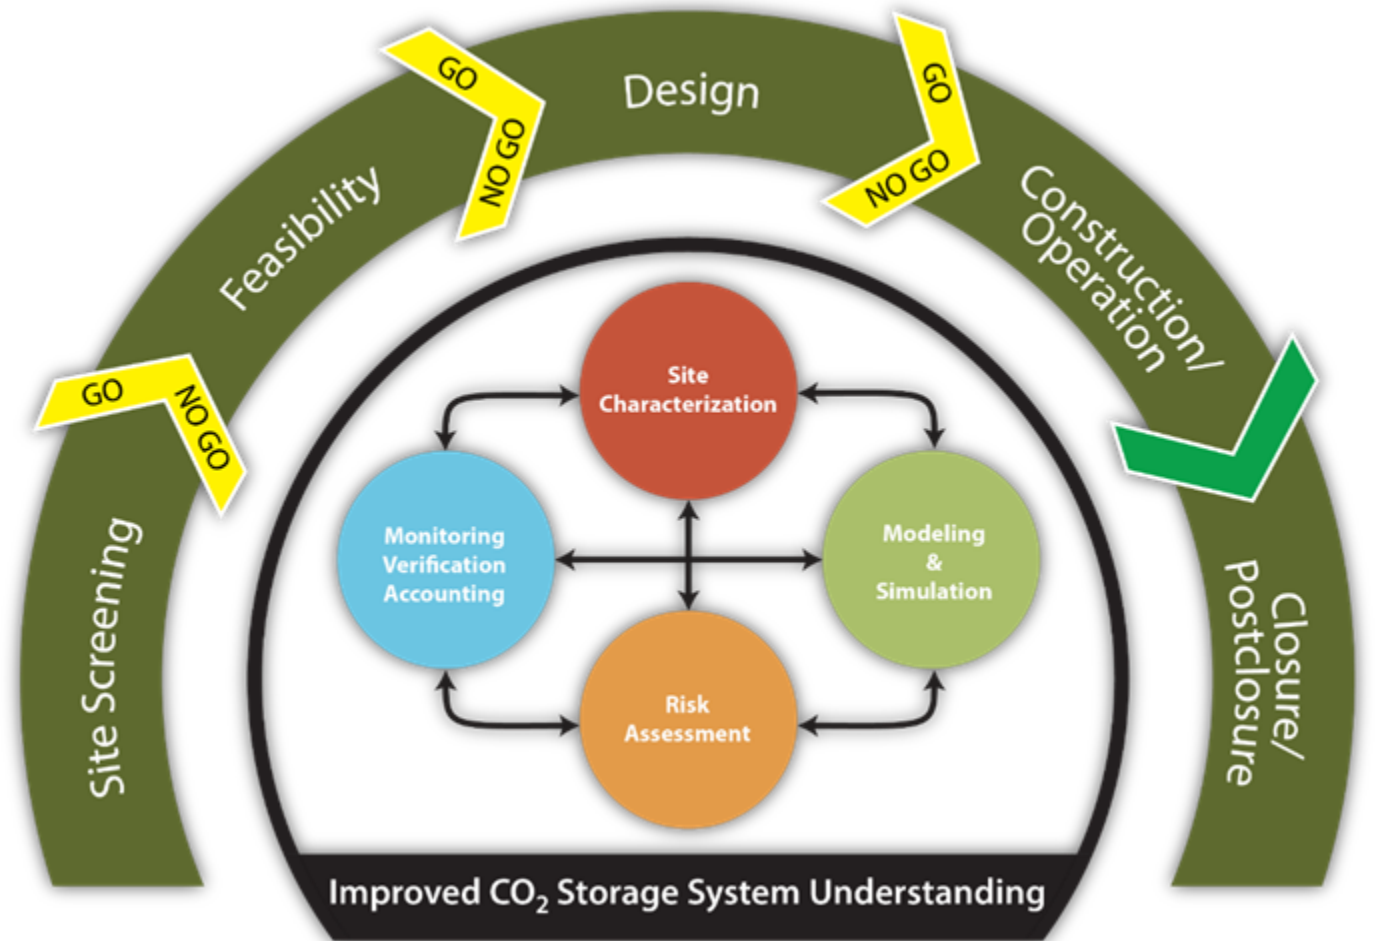 Site Screening
GO
NO GO
Feasibility
GO
NO GO
Design
GO
NO GO
Construction/
Operation
Closure/
Postclosure
Site
Characterization
Monitoring
Verification
Accounting
Modeling
&
Simulation
Risk
Assessment
Improved CO₂ Storage System Understanding